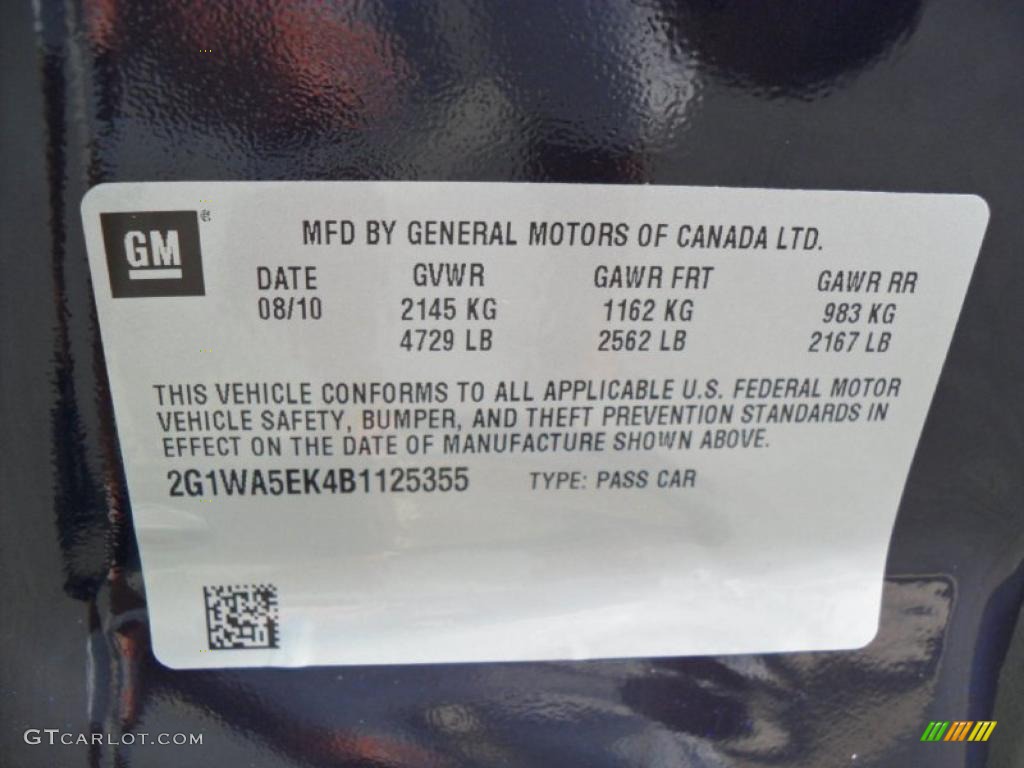 GM ®
MFD BY GENERAL MOTORS OF CANADA LTD.
DATE GVWR GAWR FRT GAWR RR
08/10 2145 KG 1162 KG 983 KG
4729 LB 2562 LB 2167 LB
THIS VEHICLE CONFORMS TO ALL APPLICABLE U.S. FEDERAL MOTOR
VEHICLE SAFETY, BUMPER, AND THEFT PREVENTION STANDARDS IN
EFFECT ON THE DATE OF MANUFACTURE SHOWN ABOVE.
2G1WA5EK4B1125355 TYPE: PASS CAR
GTCARLOT.COM